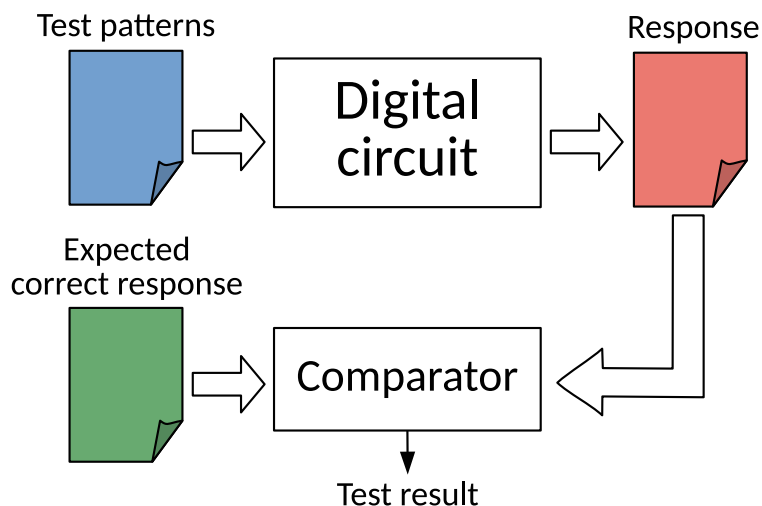 Test patterns
Response
Digital
circuit
Expected
correct response
Comparator
Test result